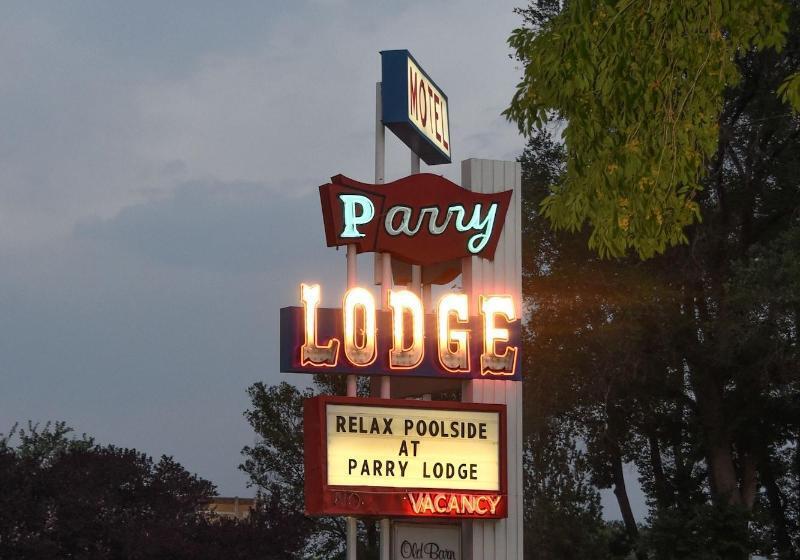 MOTEL
Parry
LODGE
RELAX POOLSIDE
AT
PARRY LODGE
NO VACANCY
Old Barn